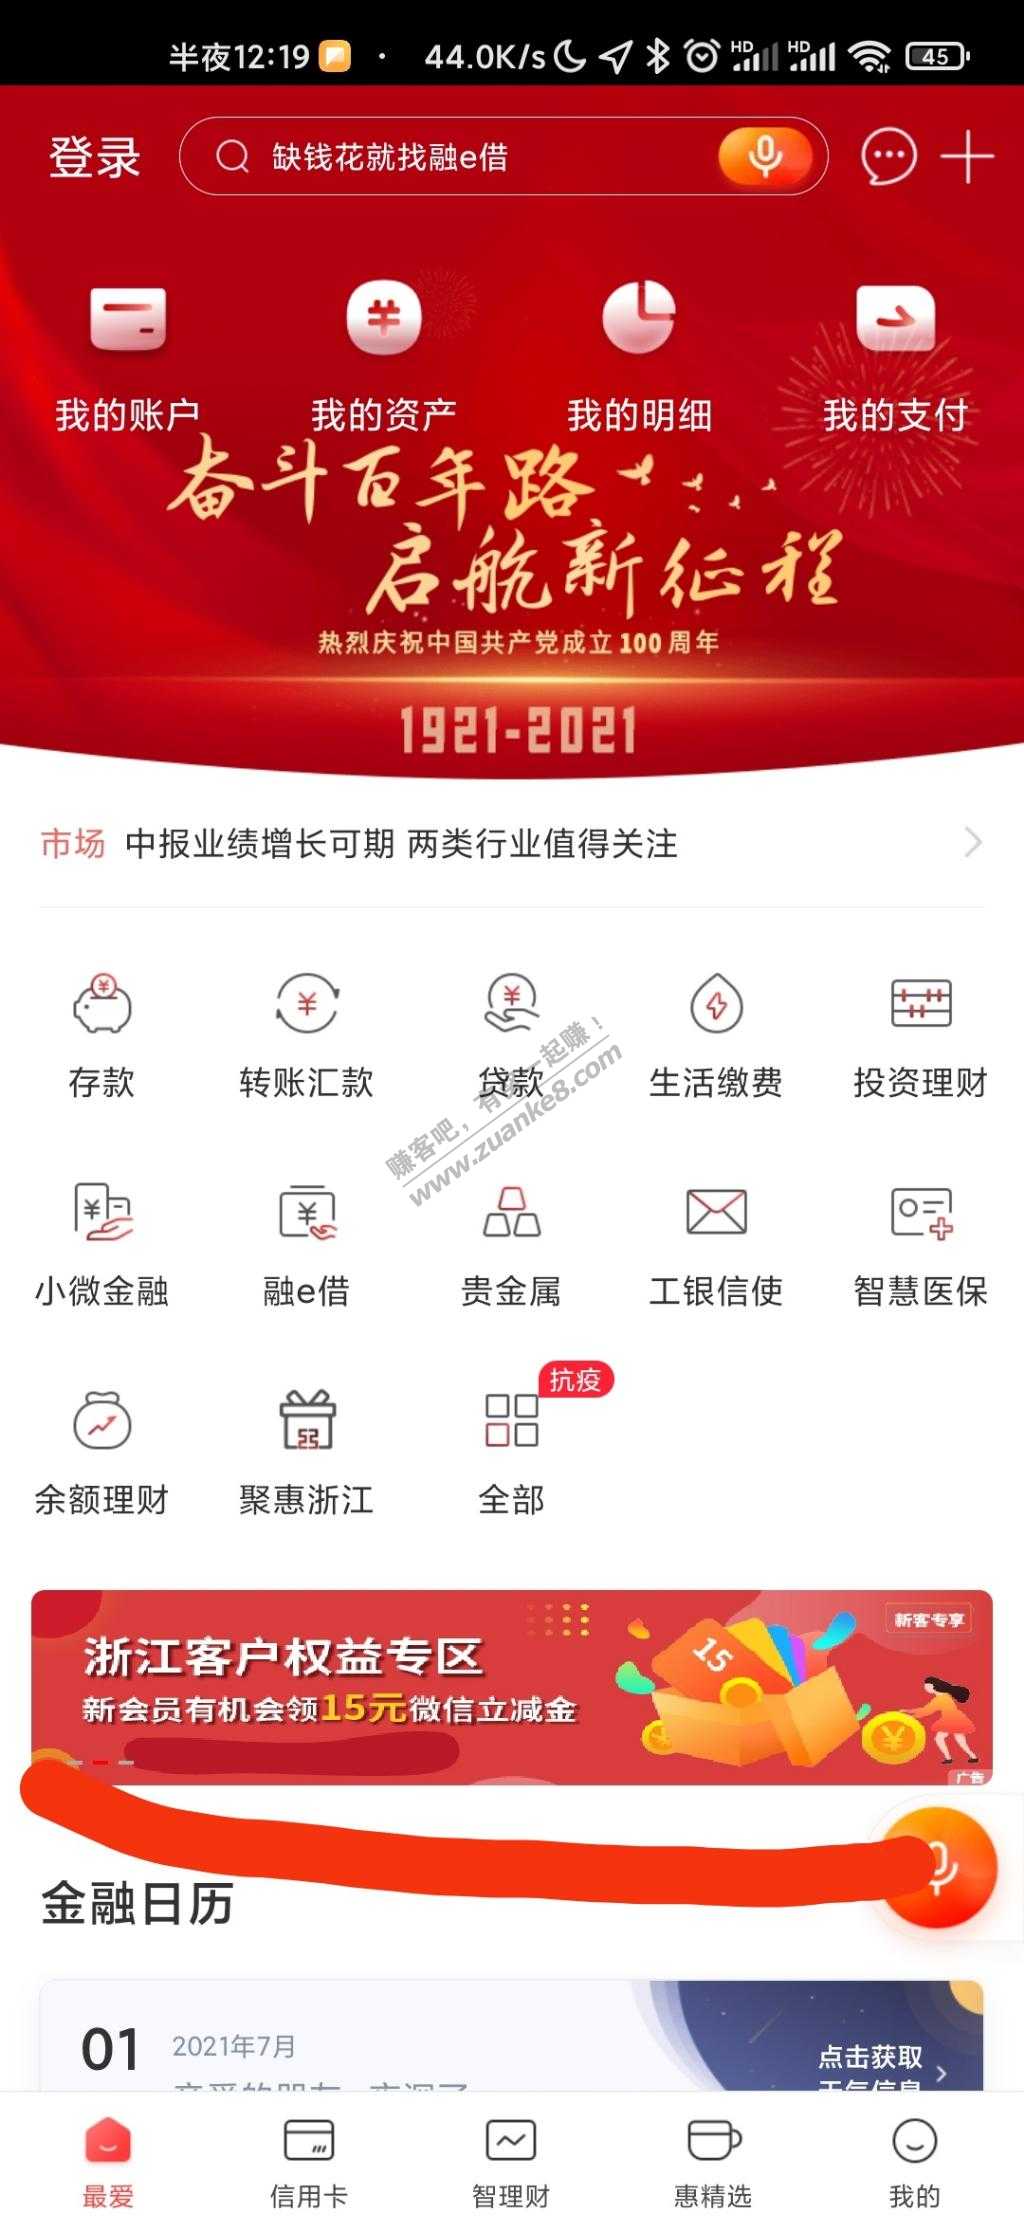 半夜12:19 · 44.0K/s HD HD 45
登录 缺钱花就找融e借
我的账户 我的资产 我的明细 我的支付
奋斗百年路
启航新征程
热烈庆祝中国共产党成立100周年
1921-2021
市场 中报业绩增长可期 两类行业值得关注
存款 转账汇款 贷款 生活缴费 投资理财
赚客吧，有奖一起赚！
www.zuanke8.com
小微金融 融e借 贵金属 工银信使 智慧医保
抗疫
余额理财 聚惠浙江 全部
新客专享
浙江客户权益专区
15
新会员有机会领15元微信立减金
广告
金融日历
01 2021年7月
点击获取
天气信息
最爱 信用卡 智理财 惠精选 我的